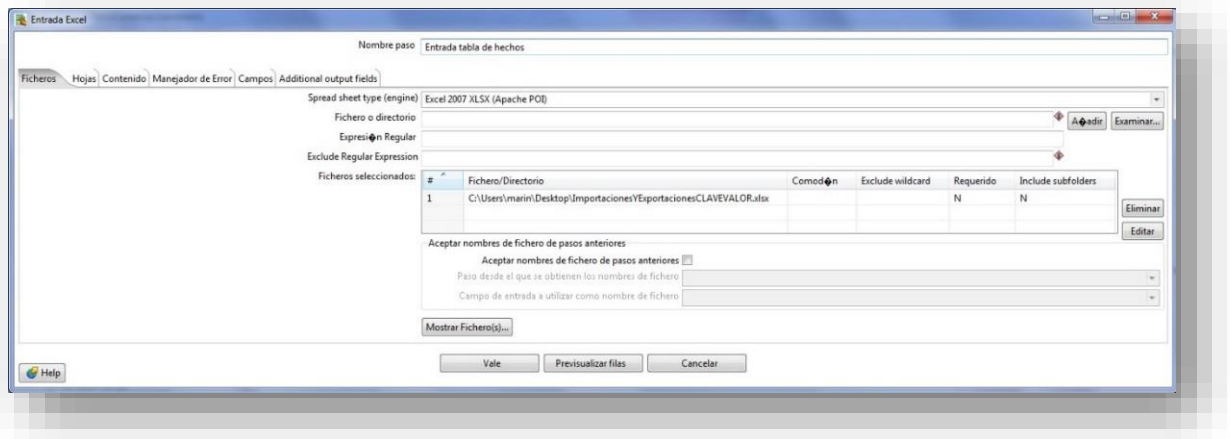 Entrada Excel
Nombre paso Entrada tabla de hechos
Ficheros Hojas Contenido Manejador de Error Campos Additional output fields
Spread sheet type (engine) Excel 2007 XLSX (Apache POI)
Fichero o directorio A�adir Examinar...
Expresi�n Regular
Exclude Regular Expression
Ficheros seleccionados: # Fichero/Directorio Comod�n Exclude wildcard Requerido Include subfolders
1 C:\Users\marin\Desktop\ImportacionesYExportacionesCLAVEVALOR.xlsx N N
Eliminar
Editar
Aceptar nombres de fichero de pasos anteriores
Aceptar nombres de fichero de pasos anteriores
Paso desde el que se obtienen los nombres de fichero
Campo de entrada a utilizar como nombre de fichero
Mostrar Fichero(s)...
Vale Previsualizar filas Cancelar
Help